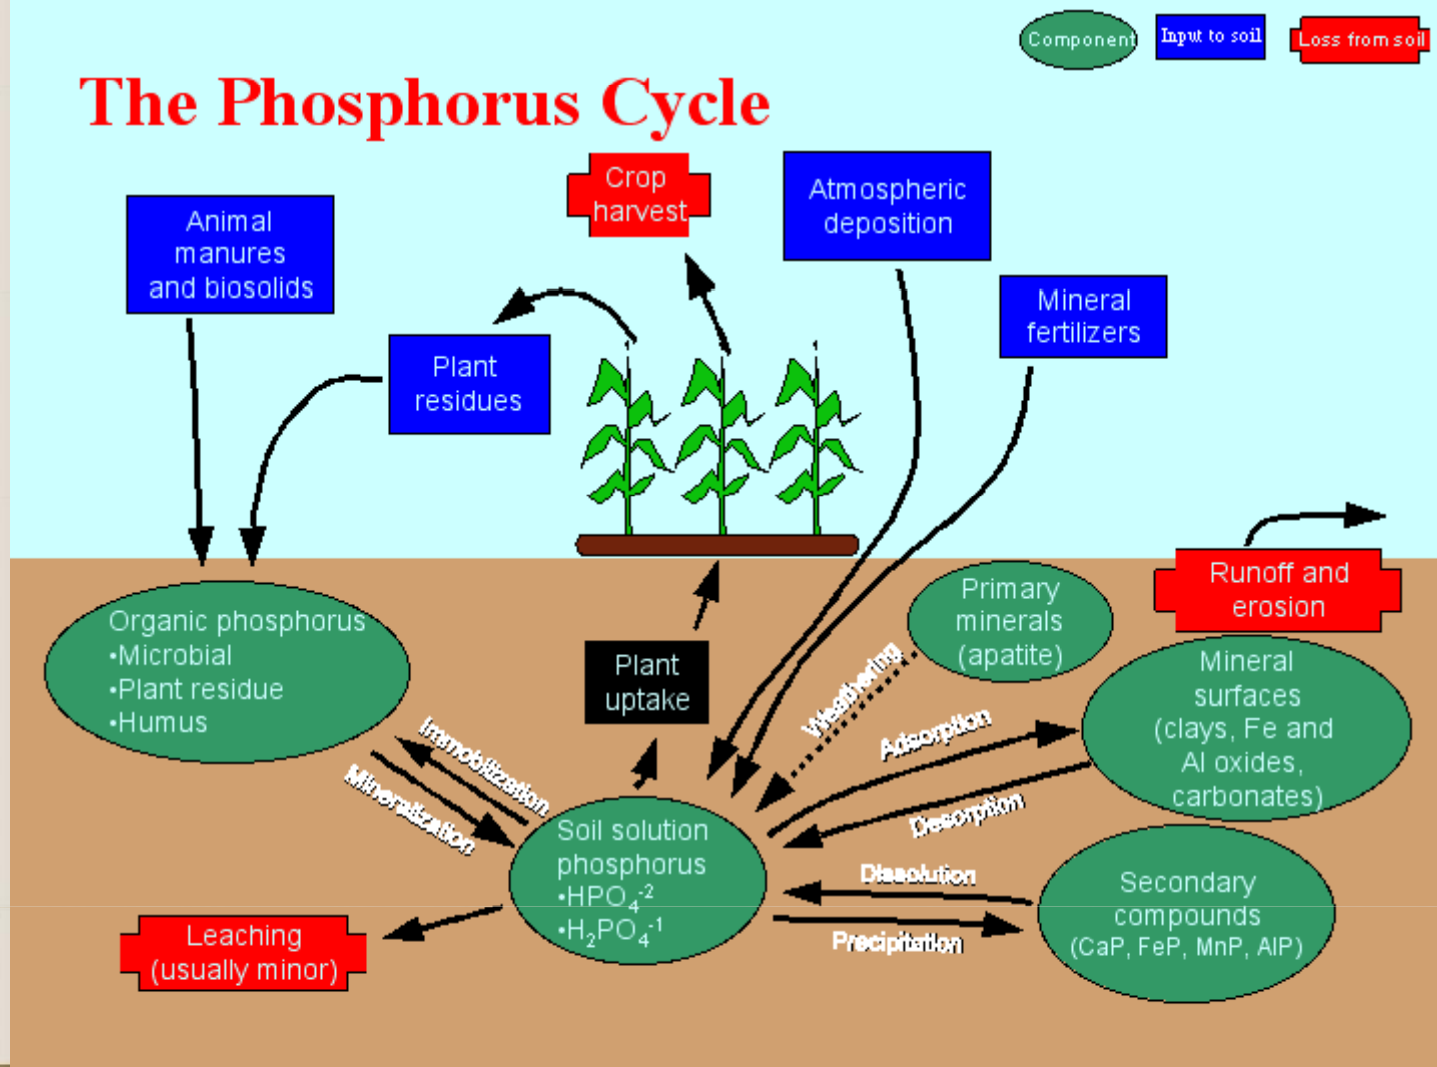 Component
Input to soil
Loss from soil
The Phosphorus Cycle
Crop
harvest
Atmospheric
deposition
Animal
manures
and biosolids
Mineral
fertilizers
Plant
residues
Runoff and
erosion
Primary
minerals
(apatite)
Organic phosphorus
•Microbial
•Plant residue
•Humus
Plant
uptake
Weathering
Mineral
surfaces
(clays, Fe and
Al oxides,
carbonates)
Adsorption
Desorption
Immobilization
Mineralization
Soil solution
phosphorus
•HPO₄⁻²
•H₂PO₄⁻¹
Dissolution
Precipitation
Secondary
compounds
(CaP, FeP, MnP, AlP)
Leaching
(usually minor)